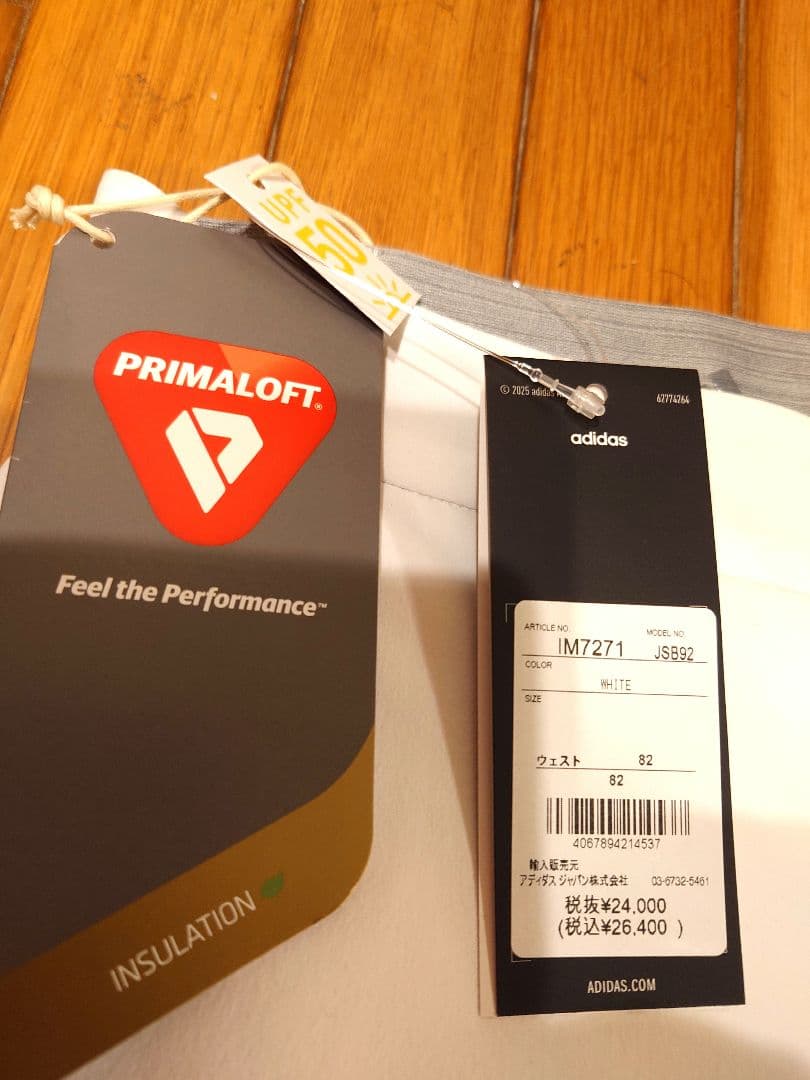 UPF
50
PRIMALOFT®
Feel the Performance™
INSULATION
© 2025 adidas
62774264
adidas
ARTICLE NO.
MODEL NO.
IM7271
JSB92
COLOR
WHITE
SIZE
ウェスト 82
82
4067894214537
輸入販売元
アディダス ジャパン株式会社 03-6732-5461
税抜¥24,000
(税込¥26,400 )
ADIDAS.COM